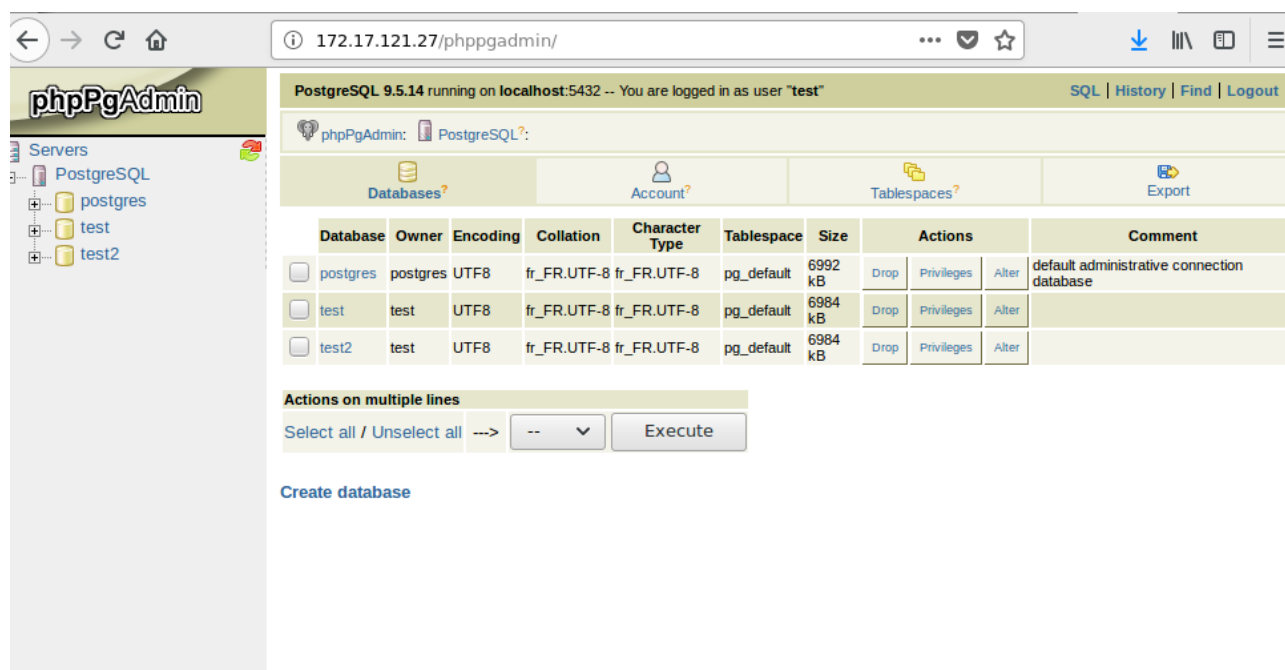 172.17.121.27/phppgadmin/
phpPgAdmin
Servers
PostgreSQL
postgres
test
test2
PostgreSQL 9.5.14 running on localhost:5432 -- You are logged in as user "test"
SQL | History | Find | Logout
phpPgAdmin: PostgreSQL?:
Databases? Account? Tablespaces? Export
Database Owner Encoding Collation Character Type Tablespace Size Actions Comment
postgres postgres UTF8 fr_FR.UTF-8 fr_FR.UTF-8 pg_default 6992 kB Drop Privileges Alter default administrative connection database
test test UTF8 fr_FR.UTF-8 fr_FR.UTF-8 pg_default 6984 kB Drop Privileges Alter
test2 test UTF8 fr_FR.UTF-8 fr_FR.UTF-8 pg_default 6984 kB Drop Privileges Alter
Actions on multiple lines
Select all / Unselect all ---> -- Execute
Create database